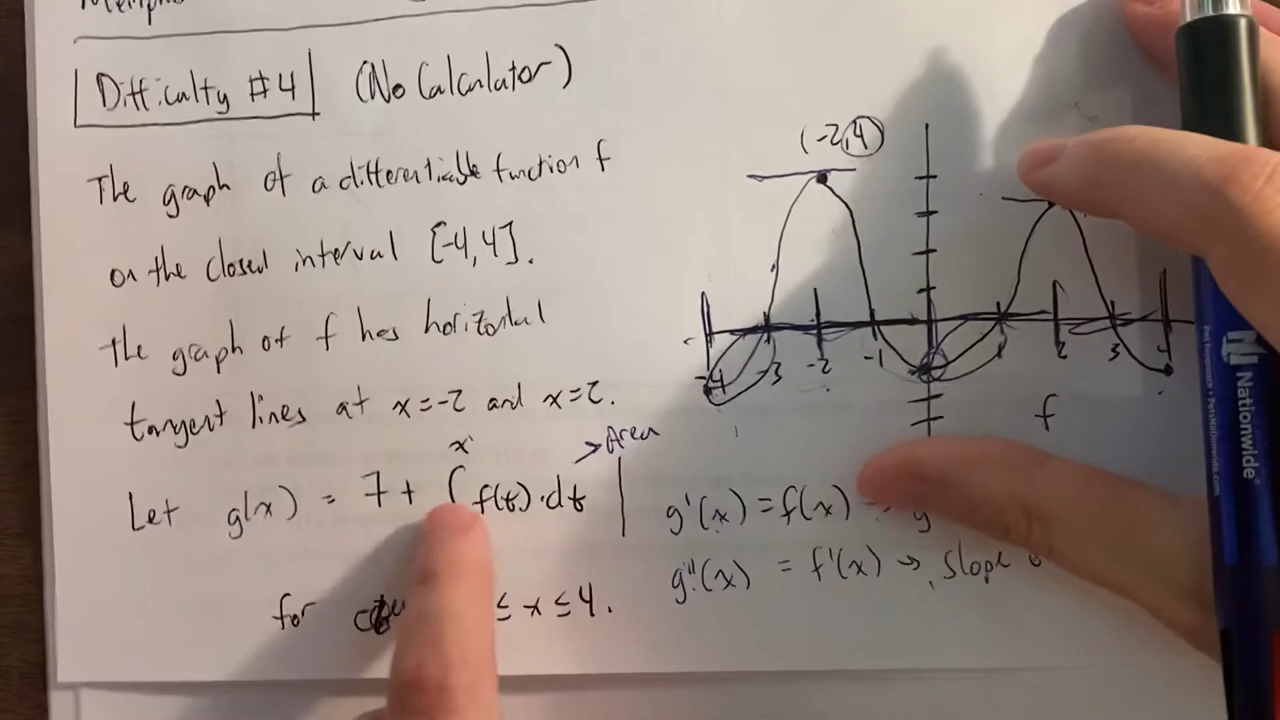 Difficulty #4 (No Calculator)
The graph of a differentiable function f
on the closed interval [-4,4].
The graph of f has horizontal
tangent lines at x=-2 and x=2.
Let g(x) = 7 + ∫ x f(t)·dt
> Area
for ≤ x ≤ 4.
(-2,4)
-4 -3 -2 -1 1 2 3 4
f
g'(x) = f(x) = y
g''(x) = f'(x) → Slope
Nationwide